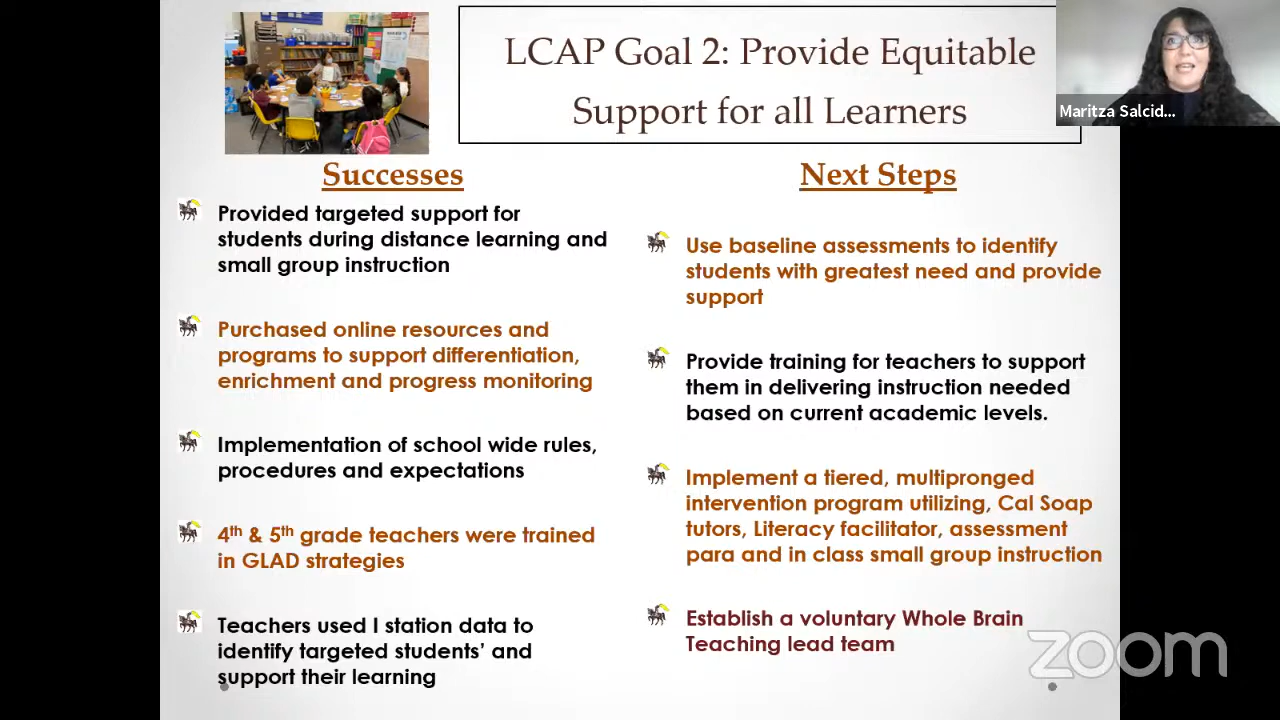 LCAP Goal 2: Provide Equitable
Support for all Learners
Maritza Salcid...
Successes
Provided targeted support for
students during distance learning and
small group instruction
Purchased online resources and
programs to support differentiation,
enrichment and progress monitoring
Implementation of school wide rules,
procedures and expectations
4th & 5th grade teachers were trained
in GLAD strategies
Teachers used I station data to
identify targeted students’ and
support their learning
Next Steps
Use baseline assessments to identify
students with greatest need and provide
support
Provide training for teachers to support
them in delivering instruction needed
based on current academic levels.
Implement a tiered, multipronged
intervention program utilizing, Cal Soap
tutors, Literacy facilitator, assessment
para and in class small group instruction
Establish a voluntary Whole Brain
Teaching lead team
zoom